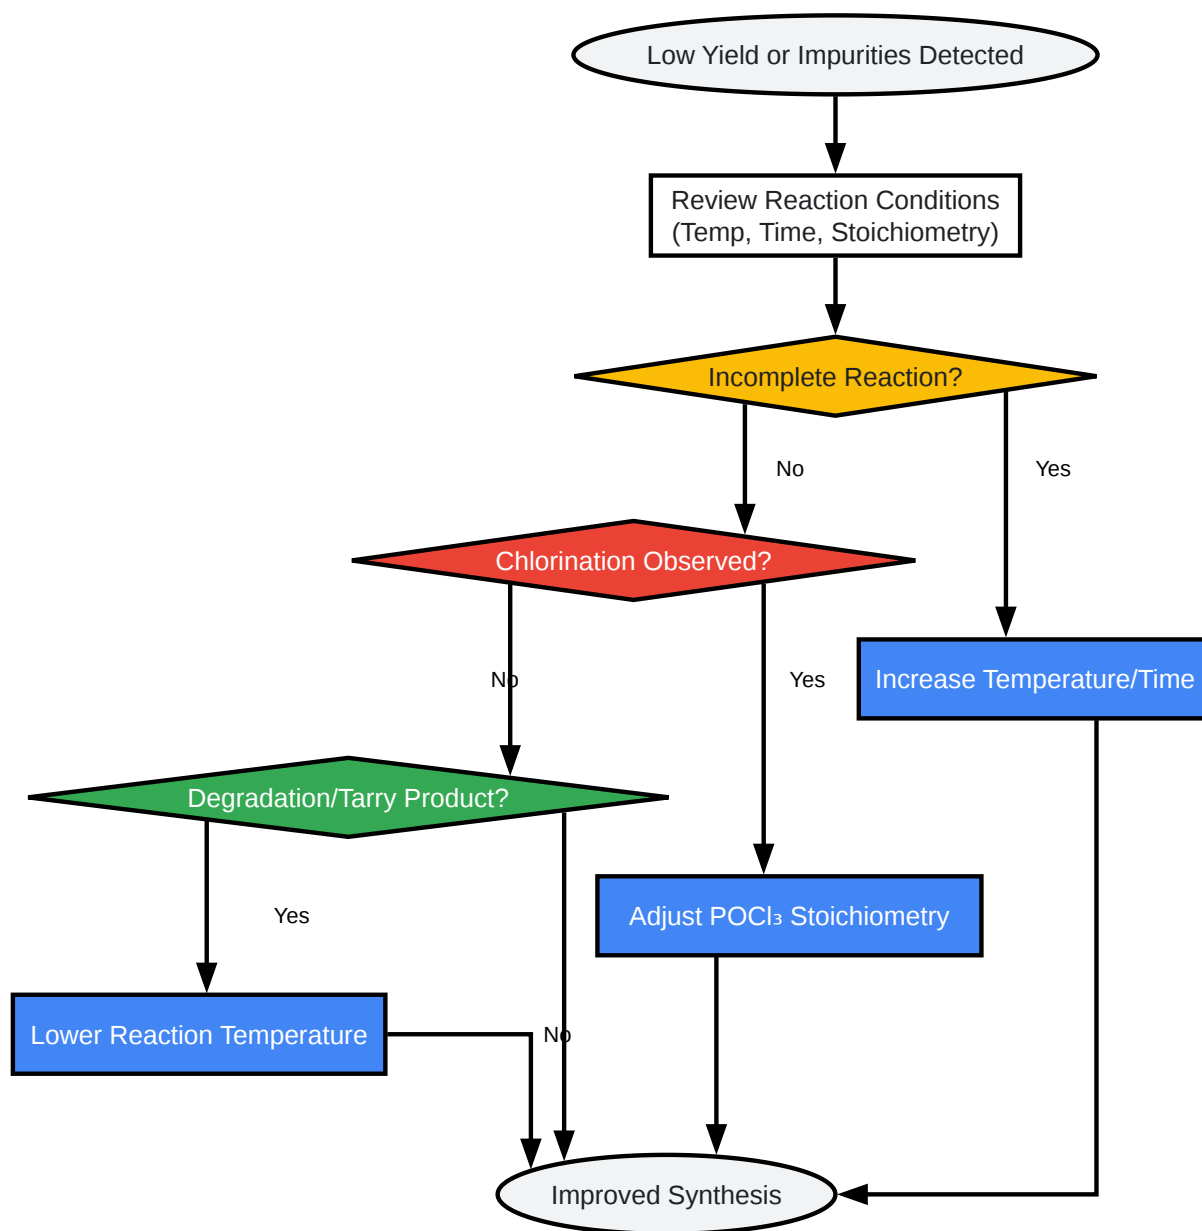 Low Yield or Impurities Detected
Review Reaction Conditions
(Temp, Time, Stoichiometry)
Incomplete Reaction?
No
Yes
Chlorination Observed?
No
Yes
Increase Temperature/Time
Degradation/Tarry Product?
Yes
Adjust POCl₃ Stoichiometry
Lower Reaction Temperature
No
Improved Synthesis